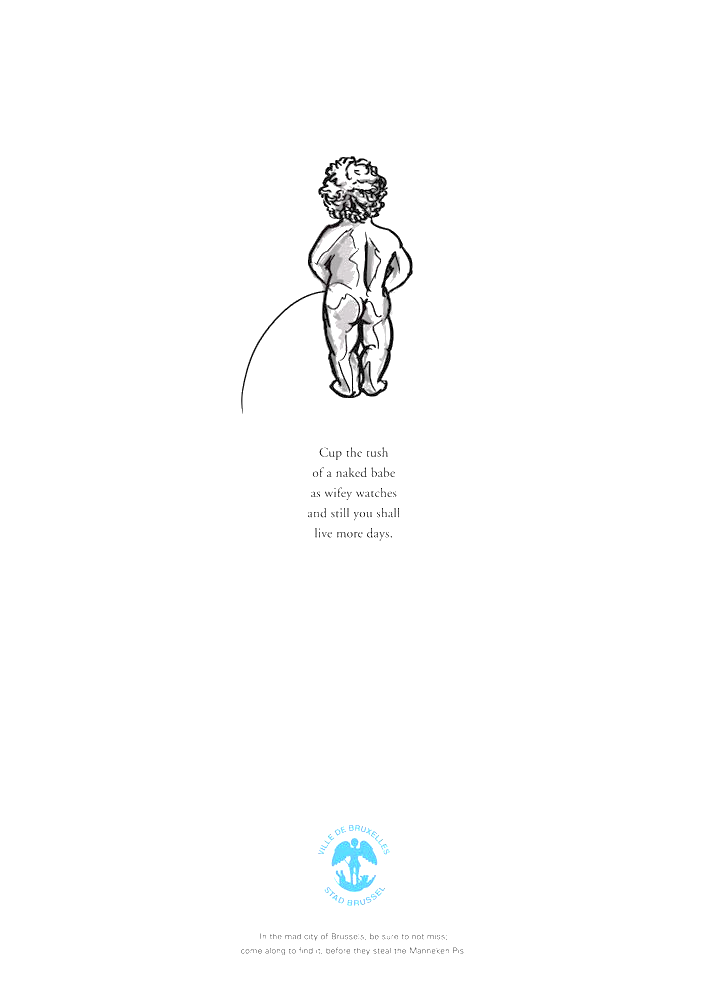 Cup the tush
of a naked babe
as wifey watches
and still you shall
live more days.
VILLE DE BRUXELLES
STAD BRUSSEL
In the mad city of Brussels, be sure to not miss;
come along to find it, before they steal the Manneken Pis